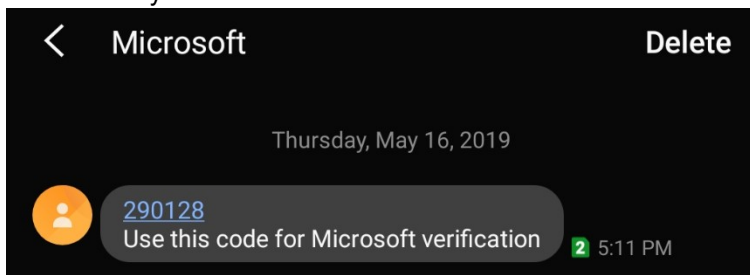 Microsoft Delete
Thursday, May 16, 2019
290128
Use this code for Microsoft verification
2 5:11 PM